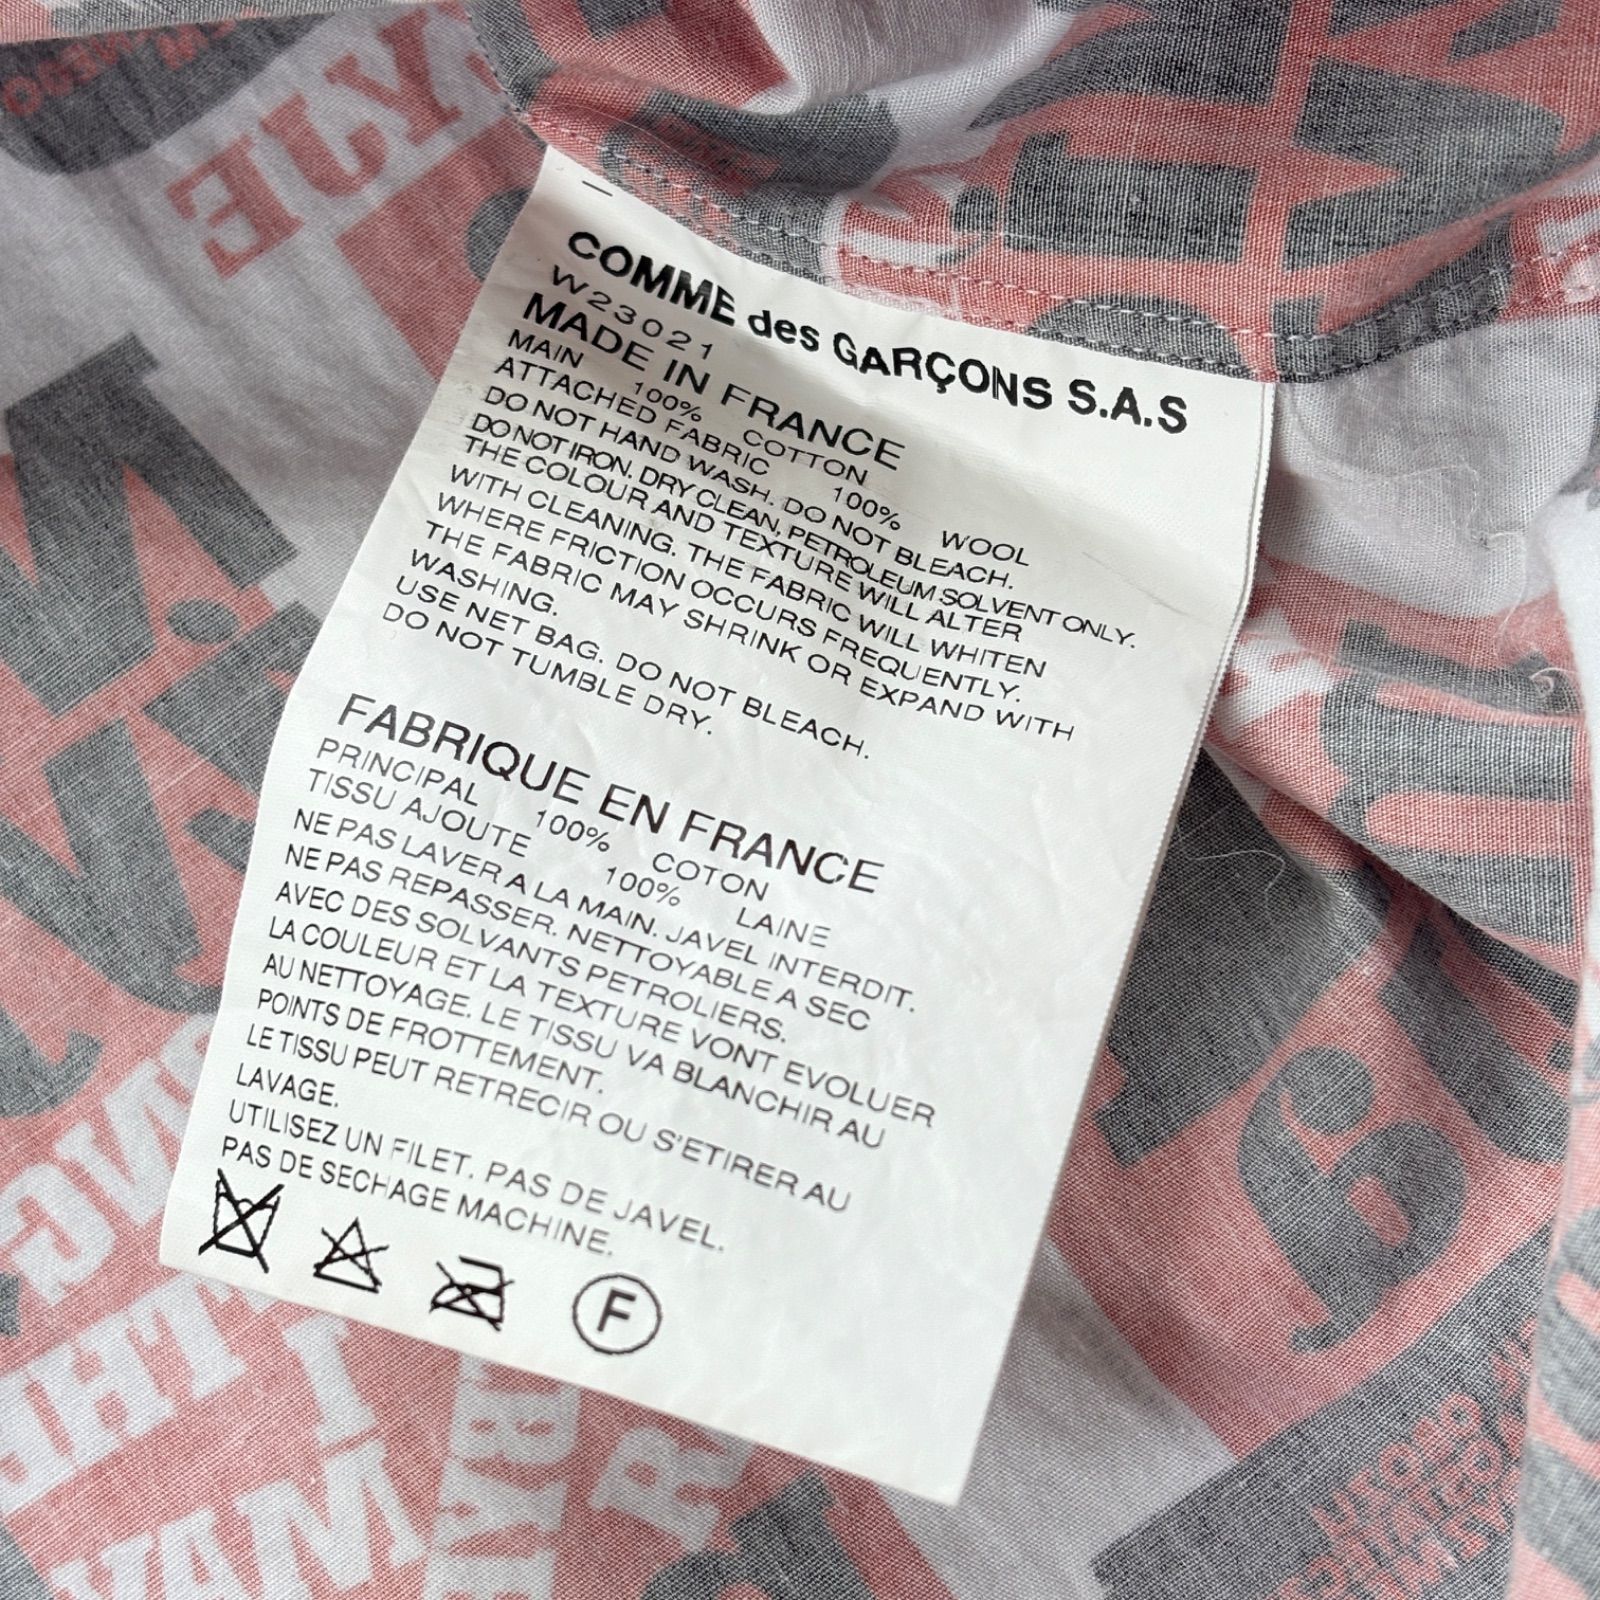 COMME des GARÇONS S.A.S
W23021
MADE IN FRANCE
MAIN 100% COTTON
ATTACHED FABRIC 100% WOOL
DO NOT HAND WASH. DO NOT BLEACH.
DO NOT IRON. DRY CLEAN, PETROLEUM SOLVENT ONLY.
THE COLOUR AND TEXTURE WILL ALTER
WITH CLEANING. THE FABRIC WILL WHITEN
WHERE FRICTION OCCURS FREQUENTLY.
THE FABRIC MAY SHRINK OR EXPAND WITH
WASHING.
USE NET BAG. DO NOT BLEACH.
DO NOT TUMBLE DRY.
FABRIQUE EN FRANCE
PRINCIPAL 100% COTON
TISSU AJOUTE 100% LAINE
NE PAS LAVER A LA MAIN. JAVEL INTERDIT.
NE PAS REPASSER. NETTOYABLE A SEC
AVEC DES SOLVANTS PETROLIERS.
LA COULEUR ET LA TEXTURE VONT EVOLUER
AU NETTOYAGE. LE TISSU VA BLANCHIR AU
POINTS DE FROTTEMENT.
LE TISSU PEUT RETRECIR OU S'ETIRER AU
LAVAGE.
UTILISEZ UN FILET. PAS DE JAVEL.
PAS DE SECHAGE MACHINE.
F